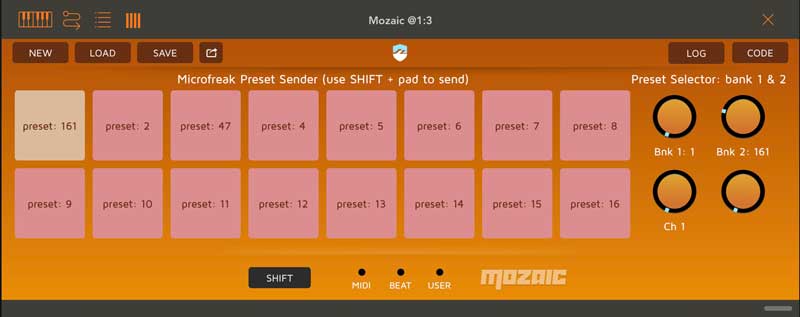 Mozaic @1:3
NEW LOAD SAVE LOG CODE
Microfreak Preset Sender (use SHIFT + pad to send) Preset Selector: bank 1 & 2
preset: 161 preset: 2 preset: 47 preset: 4 preset: 5 preset: 6 preset: 7 preset: 8
Bnk 1: 1 Bnk 2: 161
preset: 9 preset: 10 preset: 11 preset: 12 preset: 13 preset: 14 preset: 15 preset: 16
Ch 1
SHIFT MIDI BEAT USER mozaic